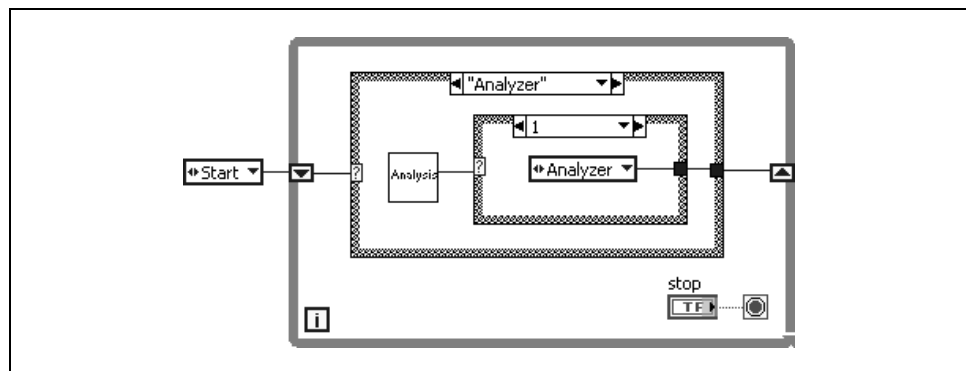 "Analyzer"
1
Start
?
Analysis
?
Analyzer
stop
TF
i